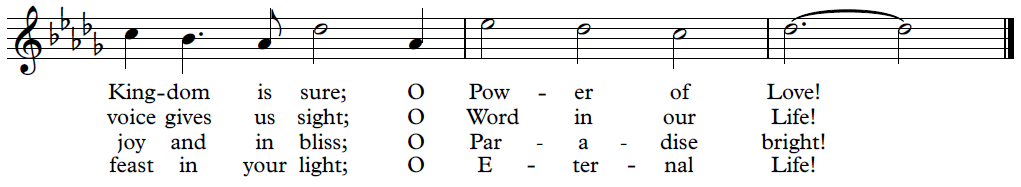 King-dom is sure; O Pow - er of Love!
voice gives us sight; O Word in our Life!
joy and in bliss; O Par - a - dise bright!
feast in your light; O E - ter - nal Life!